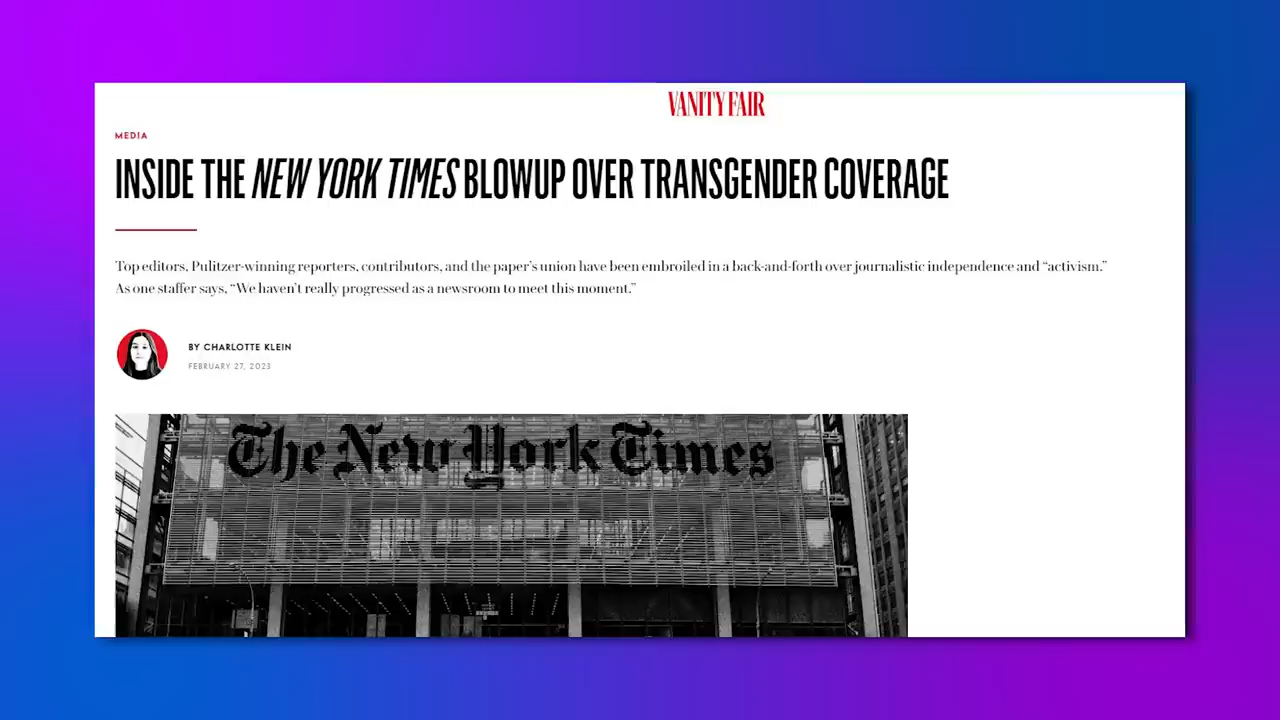 VANITY FAIR
MEDIA
INSIDE THE NEW YORK TIMES BLOWUP OVER TRANSGENDER COVERAGE
Top editors, Pulitzer-winning reporters, contributors, and the paper’s union have been embroiled in a back-and-forth over journalistic independence and “activism.”
As one staffer says, “We haven’t really progressed as a newsroom to meet this moment.”
BY CHARLOTTE KLEIN
FEBRUARY 27, 2023
The New York Times